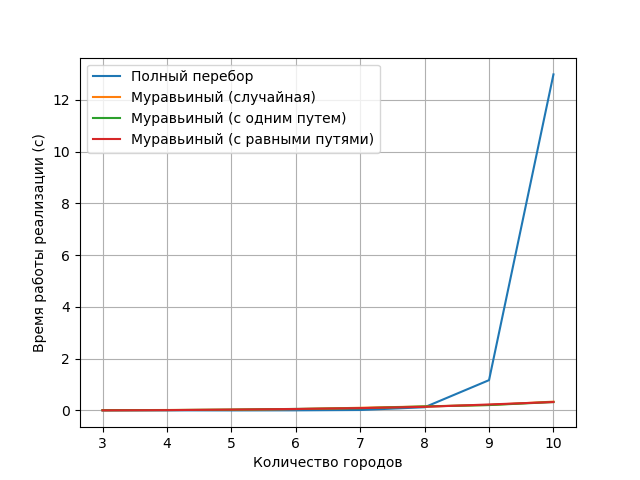 Полный перебор
Муравьиный (случайная)
Муравьиный (с одним путем)
Муравьиный (с равными путями)
Время работы реализации (с)
12
10
8
6
4
2
0
3 4 5 6 7 8 9 10
Количество городов